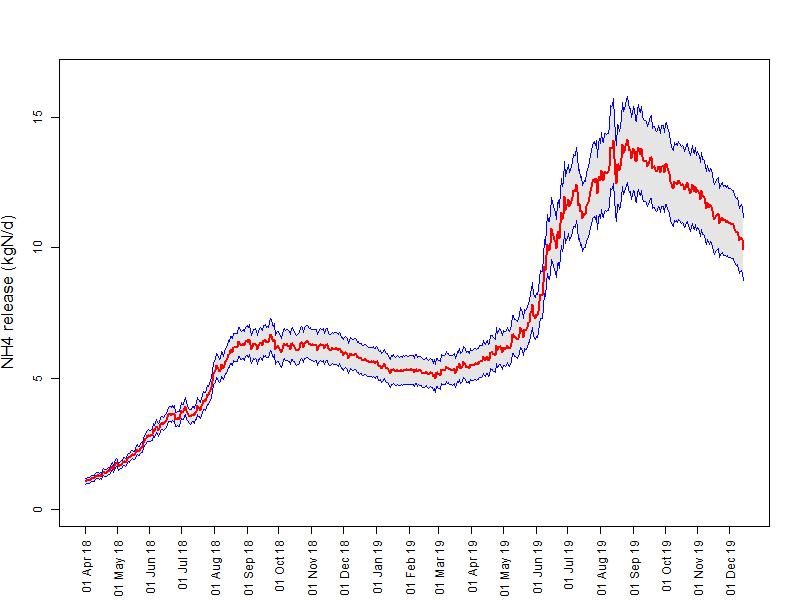 NH4 release (kgN/d)
15
10
5
0
01 Apr 18
01 May 18
01 Jun 18
01 Jul 18
01 Aug 18
01 Sep 18
01 Oct 18
01 Nov 18
01 Dec 18
01 Jan 19
01 Feb 19
01 Mar 19
01 Apr 19
01 May 19
01 Jun 19
01 Jul 19
01 Aug 19
01 Sep 19
01 Oct 19
01 Nov 19
01 Dec 19